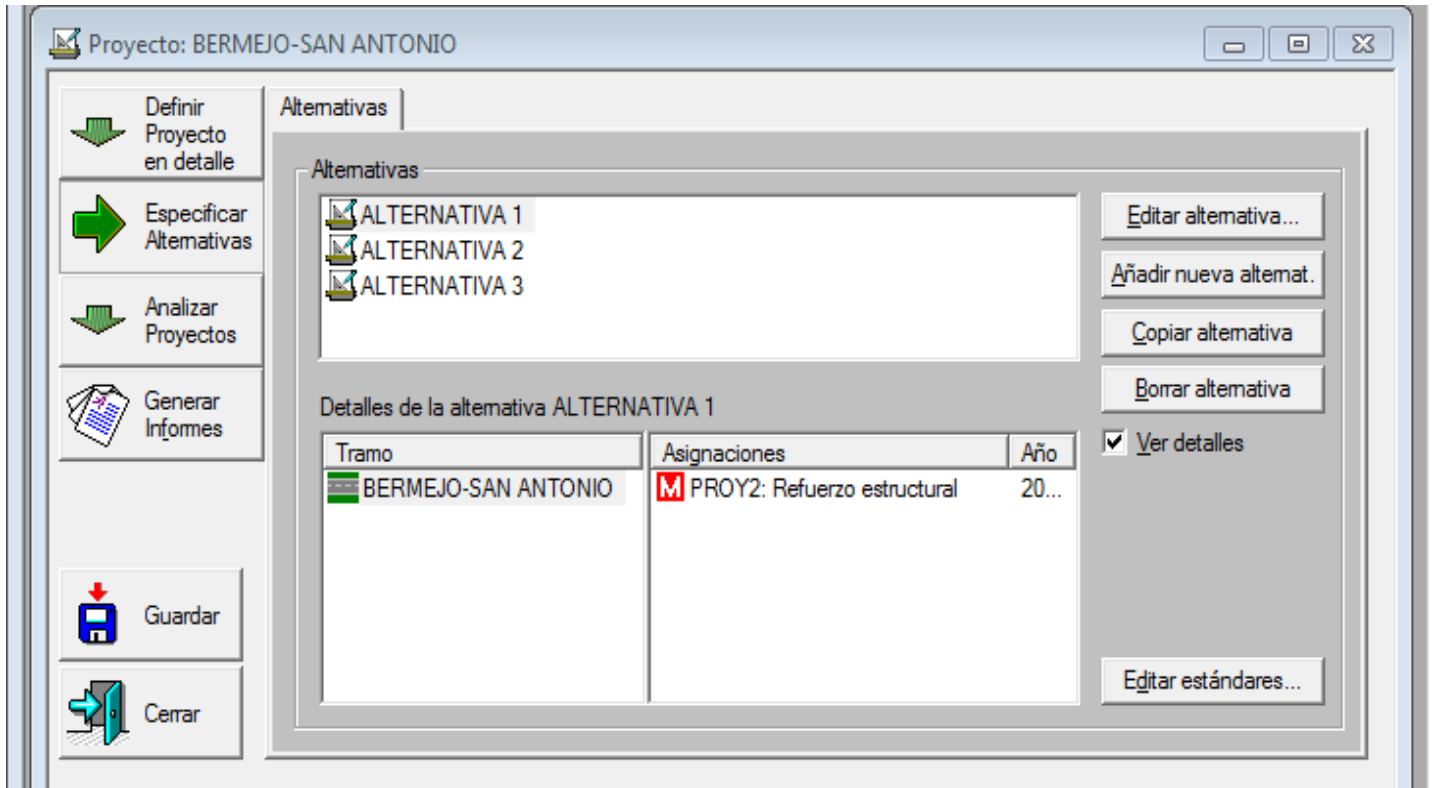 Proyecto: BERMEJO-SAN ANTONIO
Definir
Proyecto
en detalle
Especificar
Alternativas
Analizar
Proyectos
Generar
Informes
Guardar
Cerrar
Alternativas
Alternativas
ALTERNATIVA 1
ALTERNATIVA 2
ALTERNATIVA 3
Editar alternativa...
Añadir nueva alternat.
Copiar alternativa
Borrar alternativa
Ver detalles
Detalles de la alternativa ALTERNATIVA 1
Tramo Asignaciones Año
BERMEJO-SAN ANTONIO M PROY2: Refuerzo estructural 20...
Editar estándares...